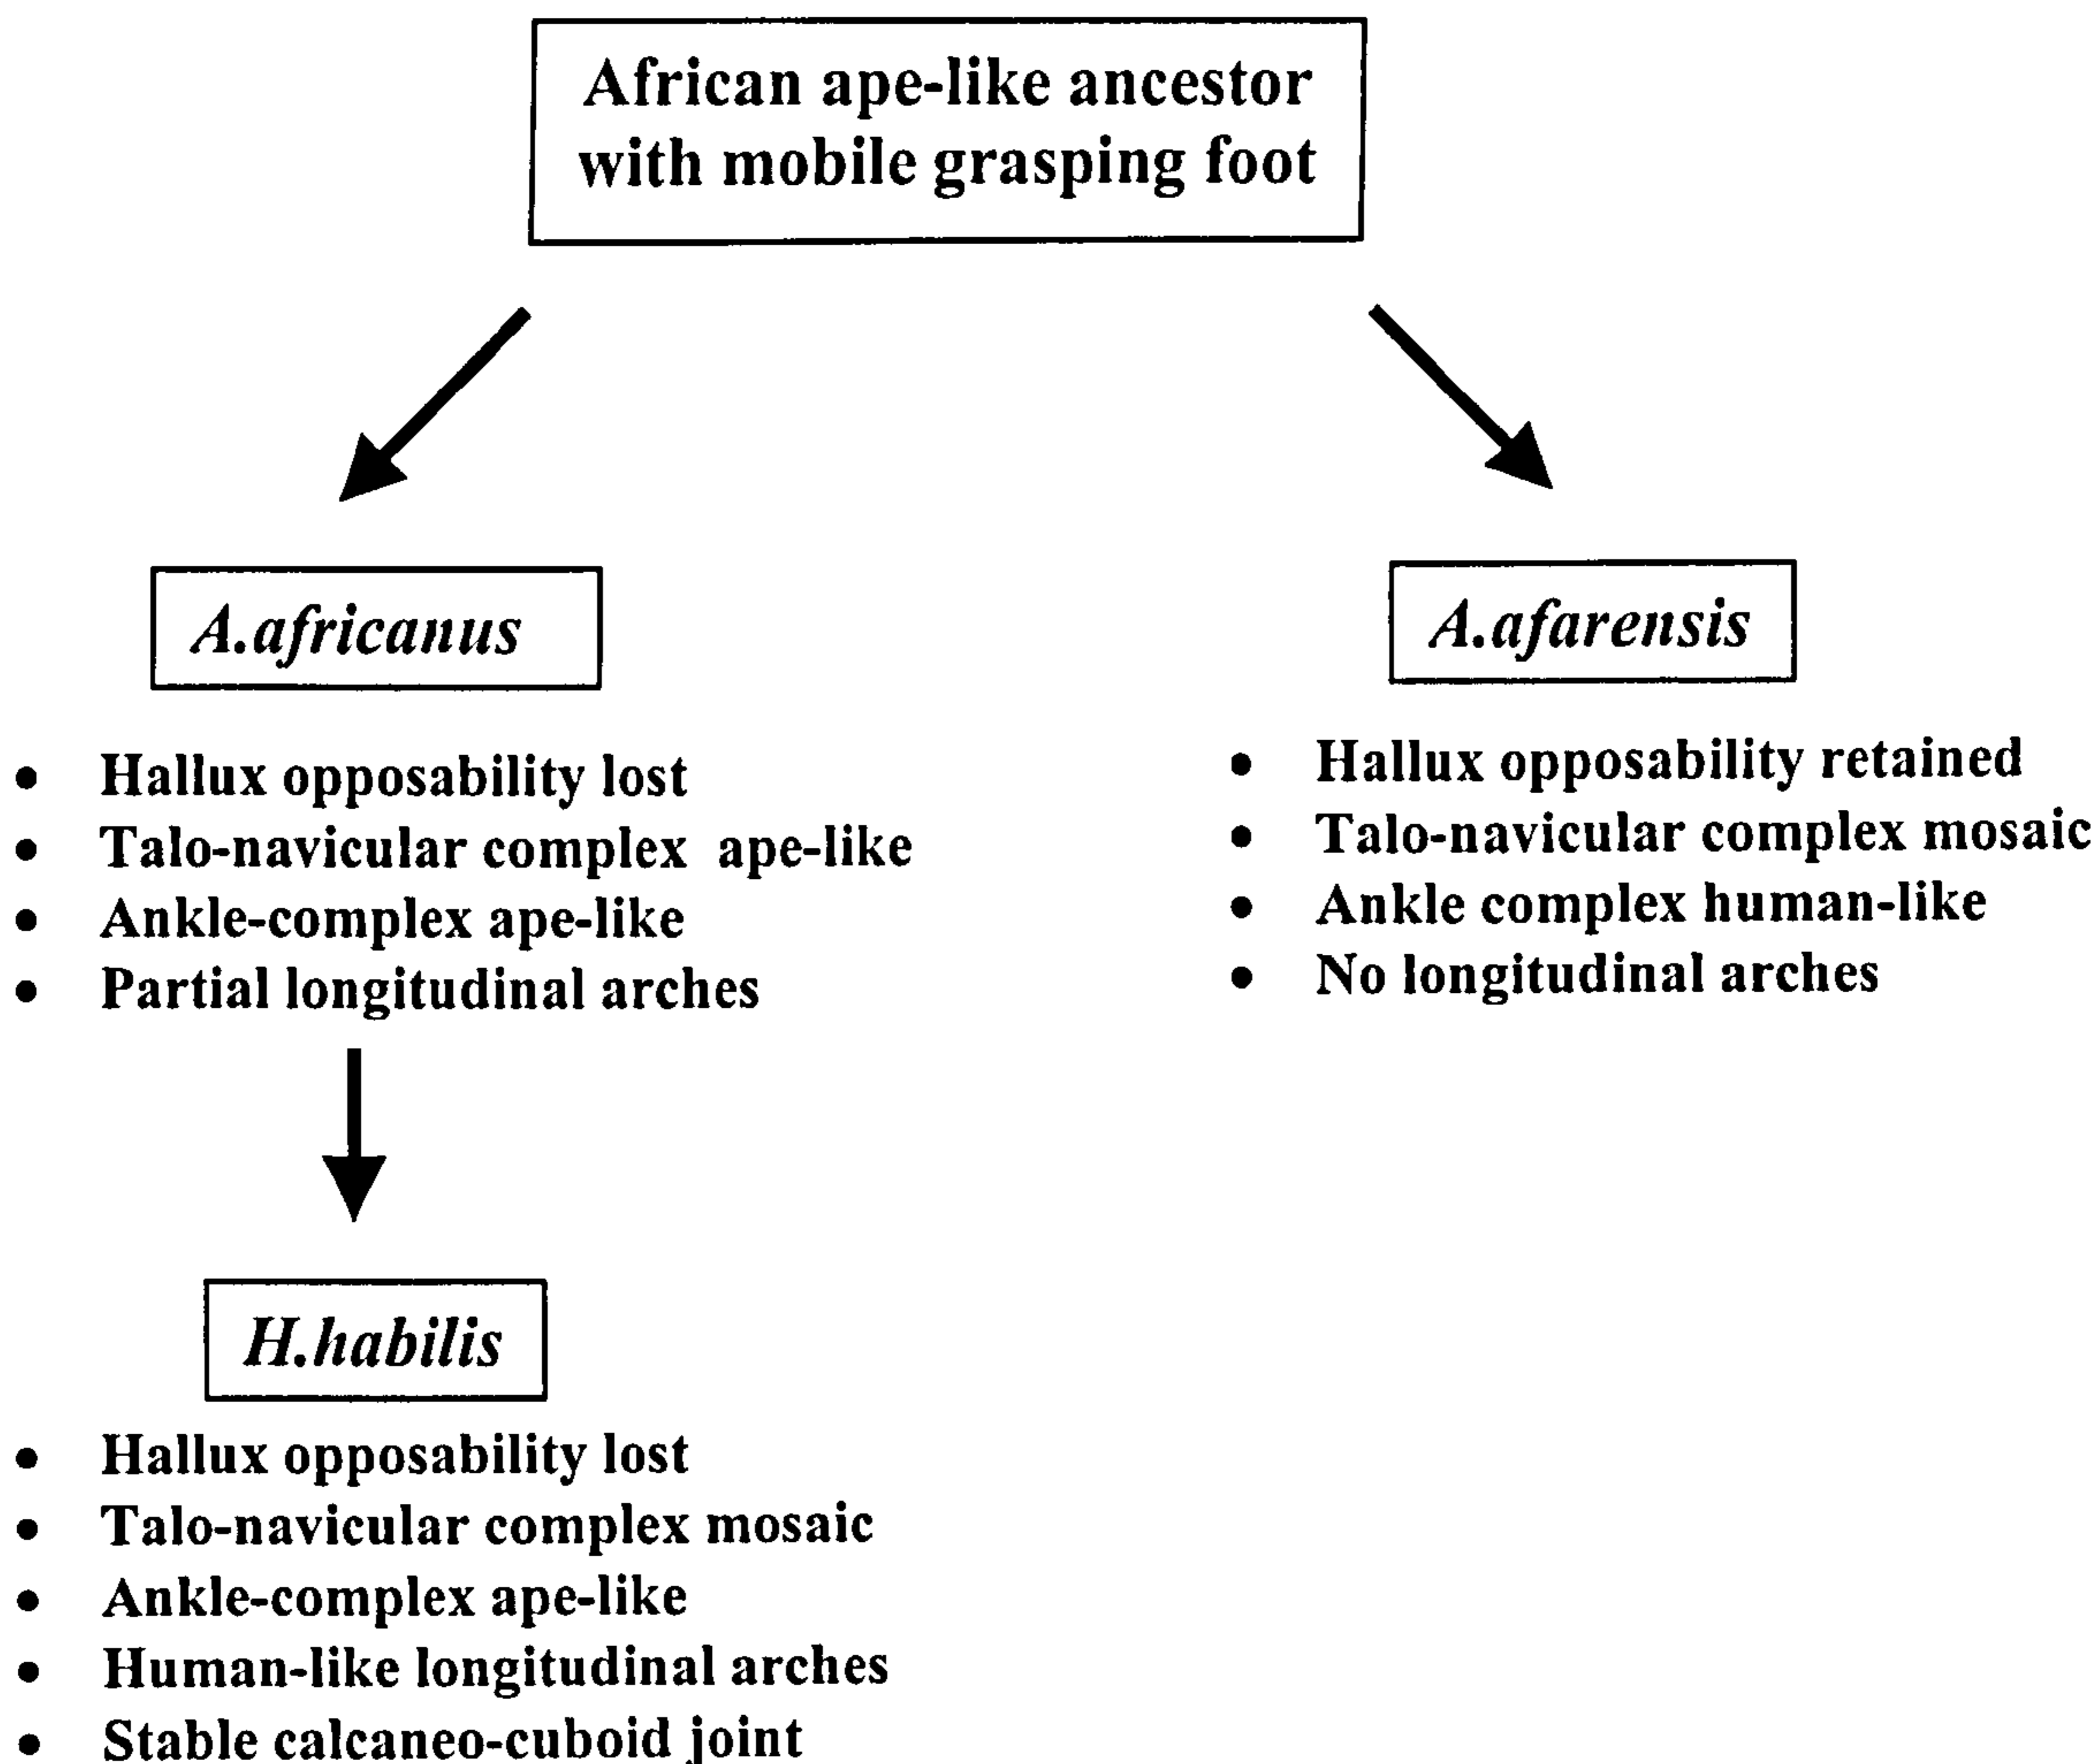 African ape-like ancestor
with mobile grasping foot
A.africanus
• Hallux opposability lost
• Talo-navicular complex ape-like
• Ankle-complex ape-like
• Partial longitudinal arches
A.afarensis
• Hallux opposability retained
• Talo-navicular complex mosaic
• Ankle complex human-like
• No longitudinal arches
H.habilis
• Hallux opposability lost
• Talo-navicular complex mosaic
• Ankle-complex ape-like
• Human-like longitudinal arches
• Stable calcaneo-cuboid joint